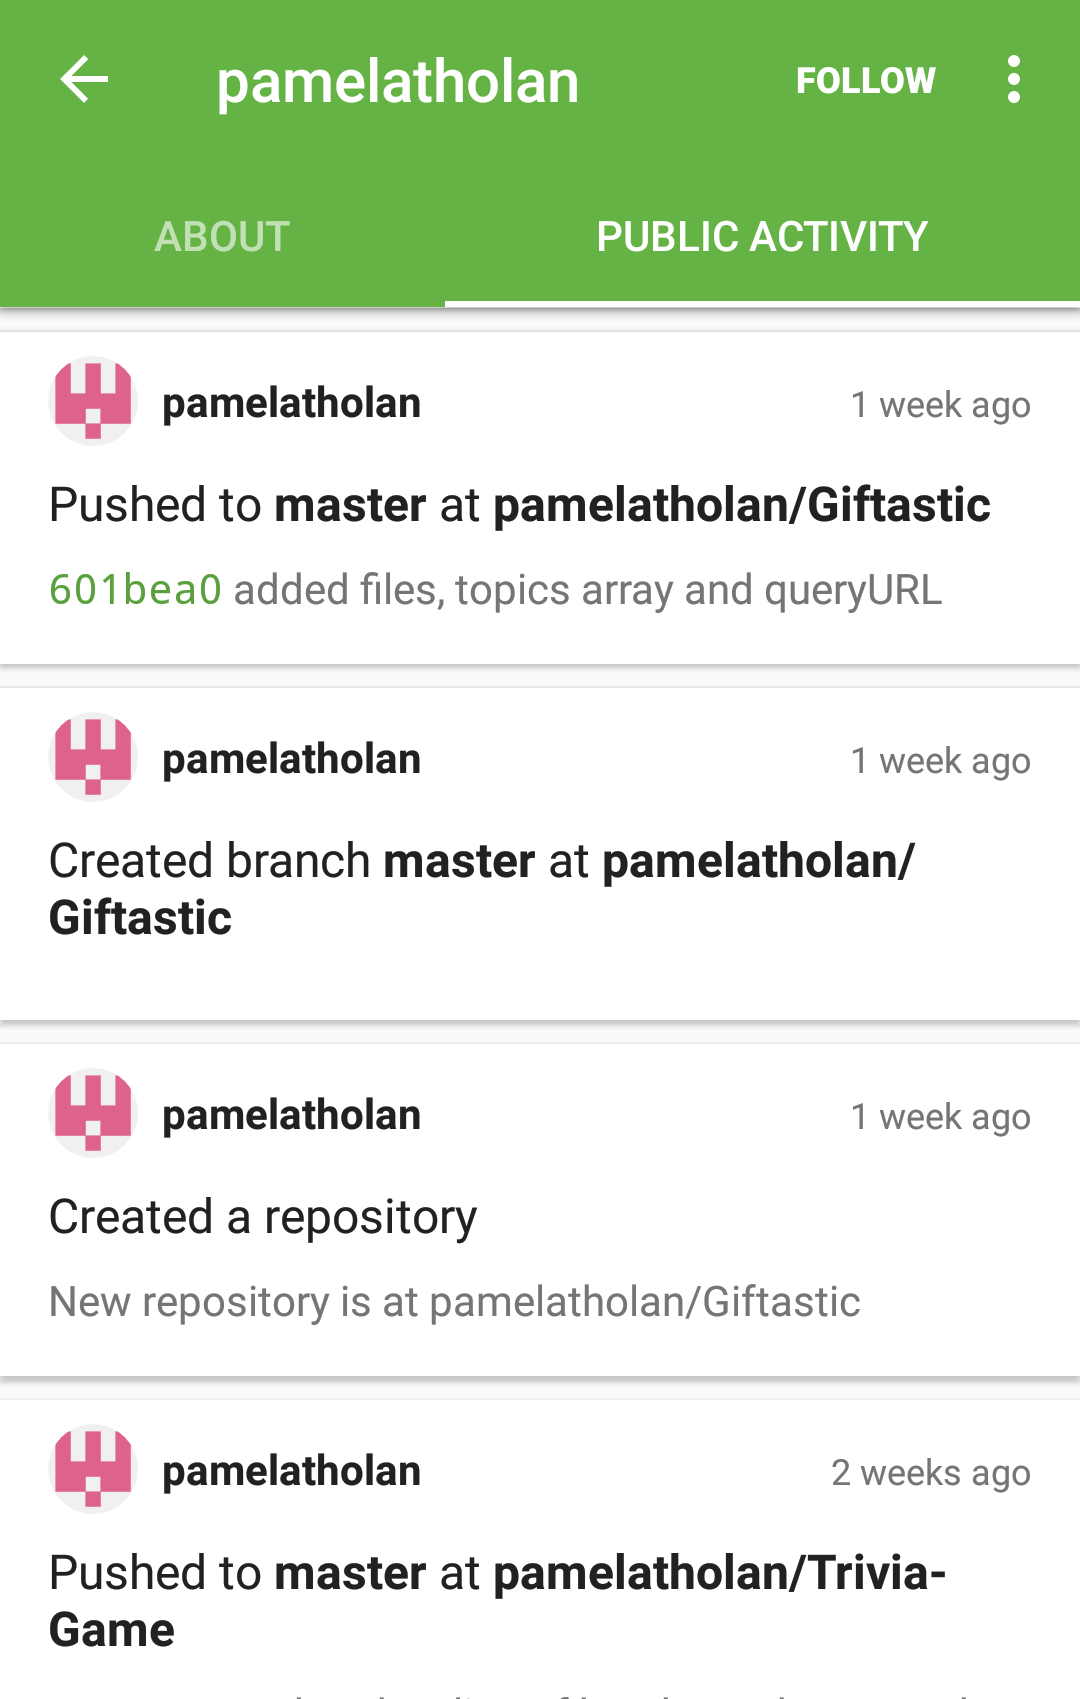 pamelatholan
FOLLOW
ABOUT
PUBLIC ACTIVITY
pamelatholan
1 week ago
Pushed to master at pamelatholan/Giftastic
601bea0 added files, topics array and queryURL
pamelatholan
1 week ago
Created branch master at pamelatholan/
Giftastic
pamelatholan
1 week ago
Created a repository
New repository is at pamelatholan/Giftastic
pamelatholan
2 weeks ago
Pushed to master at pamelatholan/Trivia-
Game